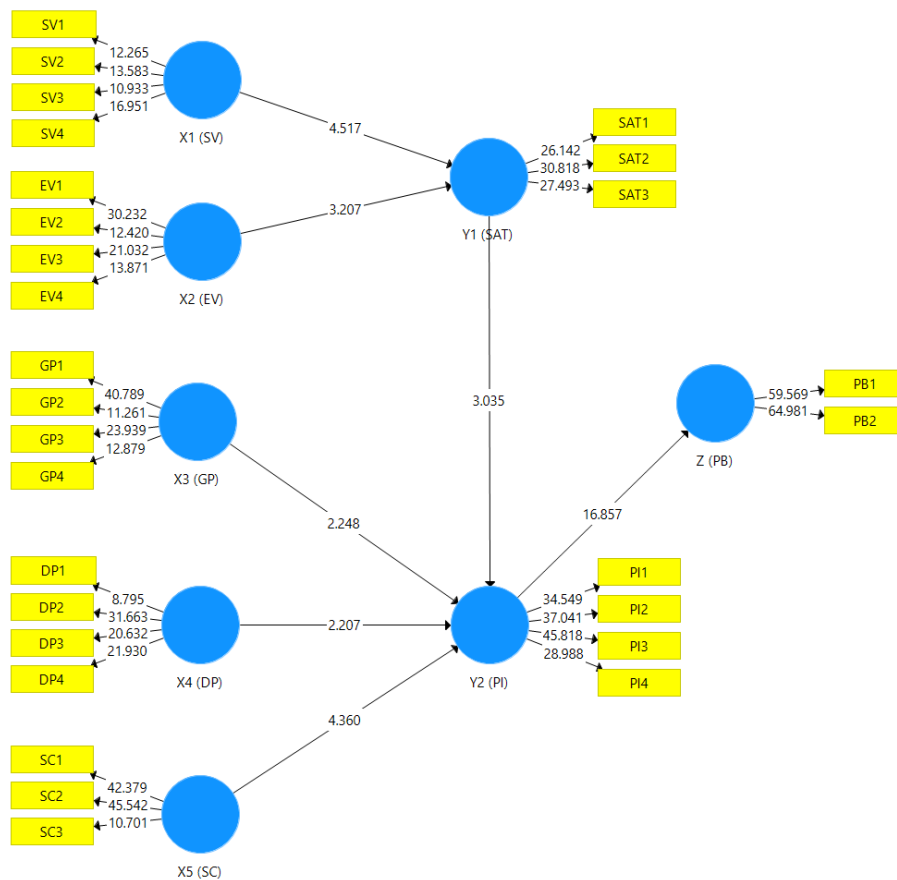 SV1
SV2
SV3
SV4
12.265
13.583
10.933
16.951
X1 (SV)
4.517
EV1
EV2
EV3
EV4
30.232
12.420
21.032
13.871
X2 (EV)
3.207
SAT1
SAT2
SAT3
26.142
30.818
27.493
Y1 (SAT)
3.035
GP1
GP2
GP3
GP4
40.789
11.261
23.939
12.879
X3 (GP)
2.248
PB1
PB2
59.569
64.981
Z (PB)
16.857
DP1
DP2
DP3
DP4
8.795
31.663
20.632
21.930
X4 (DP)
2.207
PI1
PI2
PI3
PI4
34.549
37.041
45.818
28.988
Y2 (PI)
4.360
SC1
SC2
SC3
42.379
45.542
10.701
X5 (SC)